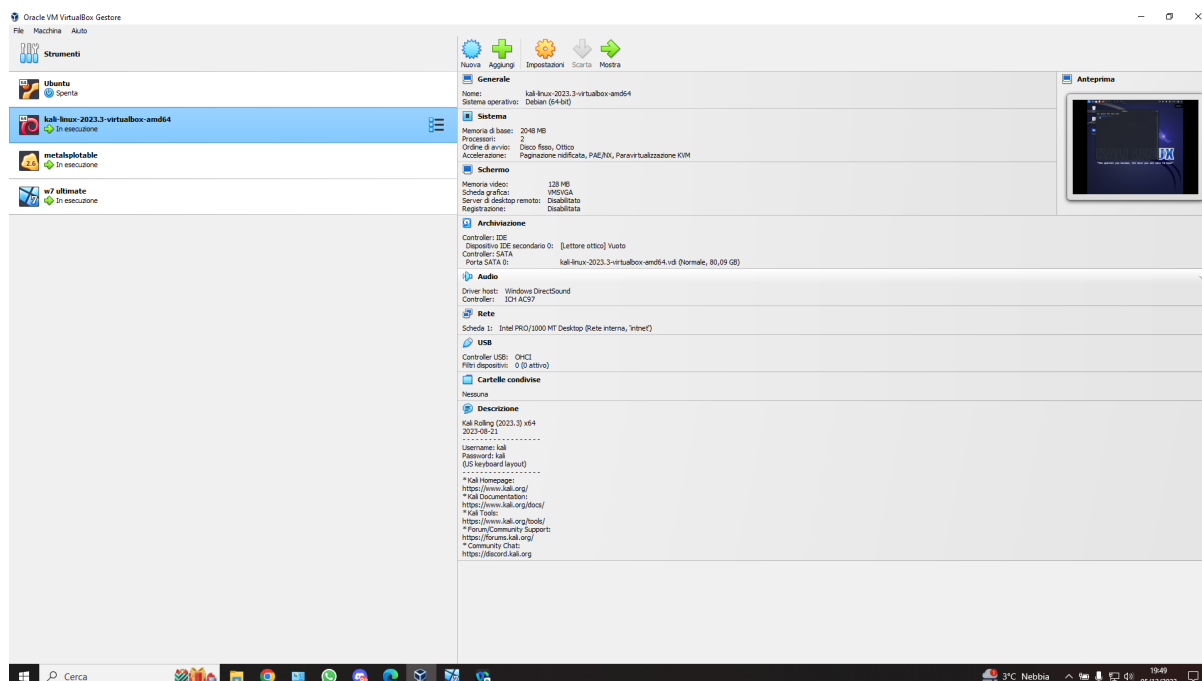 Oracle VM VirtualBox Gestore
File Macchina Aiuto
Strumenti
Nuova Aggiungi Impostazioni Scarta Mostra
Ubuntu
Spenta
kali-linux-2023.3-virtualbox-amd64
In esecuzione
metalsplotable
In esecuzione
w7 ultimate
In esecuzione
Generale
Nome: kali-linux-2023.3-virtualbox-amd64
Sistema operativo: Debian (64-bit)
Anteprima
Sistema
Memoria di base: 2048 MB
Processori: 2
Ordine di avvio: Disco fisso, Ottico
Accelerazione: Paginazione nidificata, PAE/NX, Paravirtualizzazione KVM
Schermo
Memoria video: 128 MB
Scheda grafica: VMSVGA
Server di desktop remoto: Disabilitato
Registrazione: Disabilitata
Archiviazione
Controller: IDE
Dispositivo IDE secondario 0: [Lettore ottico] Vuoto
Controller: SATA
Porta SATA 0: kali-linux-2023.3-virtualbox-amd64.vdi (Normale, 80,09 GB)
Audio
Driver host: Windows DirectSound
Controller: ICH AC97
Rete
Scheda 1: Intel PRO/1000 MT Desktop (Rete interna, 'intnet')
USB
Controller USB: OHCI
Filtri dispositivi: 0 (0 attivo)
Cartelle condivise
Nessuna
Descrizione
Kali Rolling (2023.3) x64
2023-08-21
- - - - - - - - - - - - - - - - - -
Username: kali
Password: kali
(US keyboard layout)
- - - - - - - - - - - - - - - - - -
* Kali Homepage:
https://www.kali.org/
* Kali Documentation:
https://www.kali.org/docs/
* Kali Tools:
https://www.kali.org/tools/
* Forum/Community Support:
https://forums.kali.org/
* Community Chat:
https://discord.kali.org
Cerca
3°C Nebbia
19:49
05/12/2023